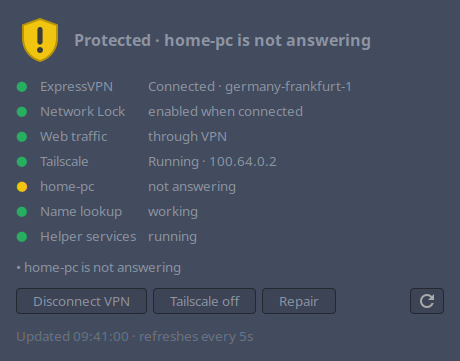 Protected · home-pc is not answering
ExpressVPN Connected · germany-frankfurt-1
Network Lock enabled when connected
Web traffic through VPN
Tailscale Running · 100.64.0.2
home-pc not answering
Name lookup working
Helper services running
• home-pc is not answering
Disconnect VPN Tailscale off Repair
Updated 09:41:00 · refreshes every 5s